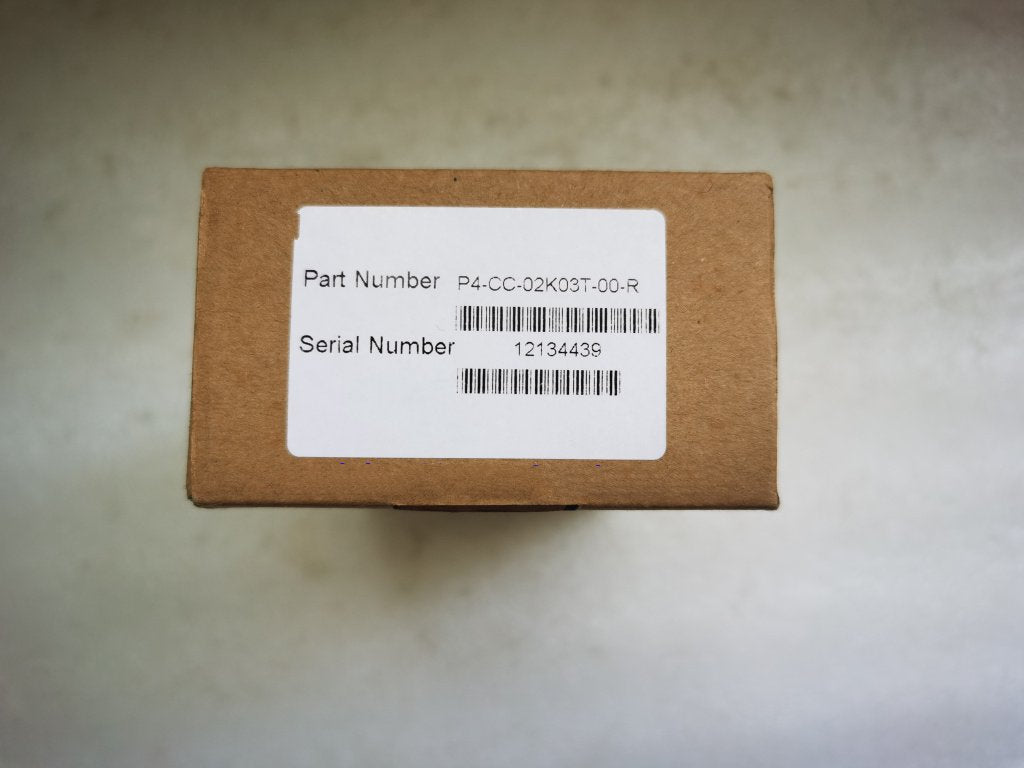 Part Number P4-CC-02K03T-00-R
Serial Number 12134439